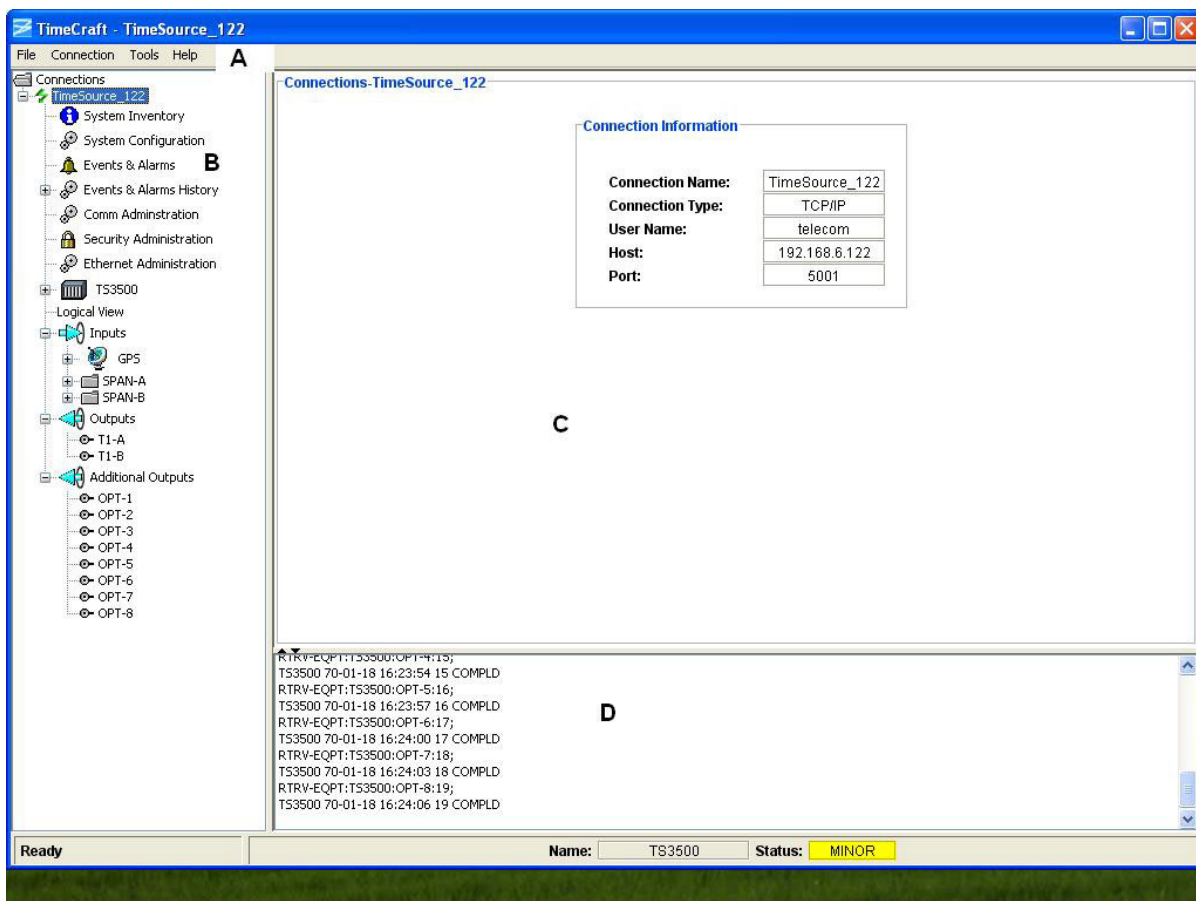 TimeCraft - TimeSource_122
File Connection Tools Help
A
Connections
TimeSource_122
System Inventory
System Configuration
Events & Alarms
B
Events & Alarms History
Comm Adminstration
Security Administration
Ethernet Administration
TS3500
Logical View
Inputs
GPS
SPAN-A
SPAN-B
Outputs
T1-A
T1-B
Additional Outputs
OPT-1
OPT-2
OPT-3
OPT-4
OPT-5
OPT-6
OPT-7
OPT-8
Connections-TimeSource_122
Connection Information
Connection Name: TimeSource_122
Connection Type: TCP/IP
User Name: telecom
Host: 192.168.6.122
Port: 5001
C
RTRV-EQPT:TS3500:OPT-4:15;
TS3500 70-01-18 16:23:54 15 COMPLD
RTRV-EQPT:TS3500:OPT-5:16;
TS3500 70-01-18 16:23:57 16 COMPLD
RTRV-EQPT:TS3500:OPT-6:17;
TS3500 70-01-18 16:24:00 17 COMPLD
RTRV-EQPT:TS3500:OPT-7:18;
TS3500 70-01-18 16:24:03 18 COMPLD
RTRV-EQPT:TS3500:OPT-8:19;
TS3500 70-01-18 16:24:06 19 COMPLD
D
Ready
Name: TS3500 Status: MINOR